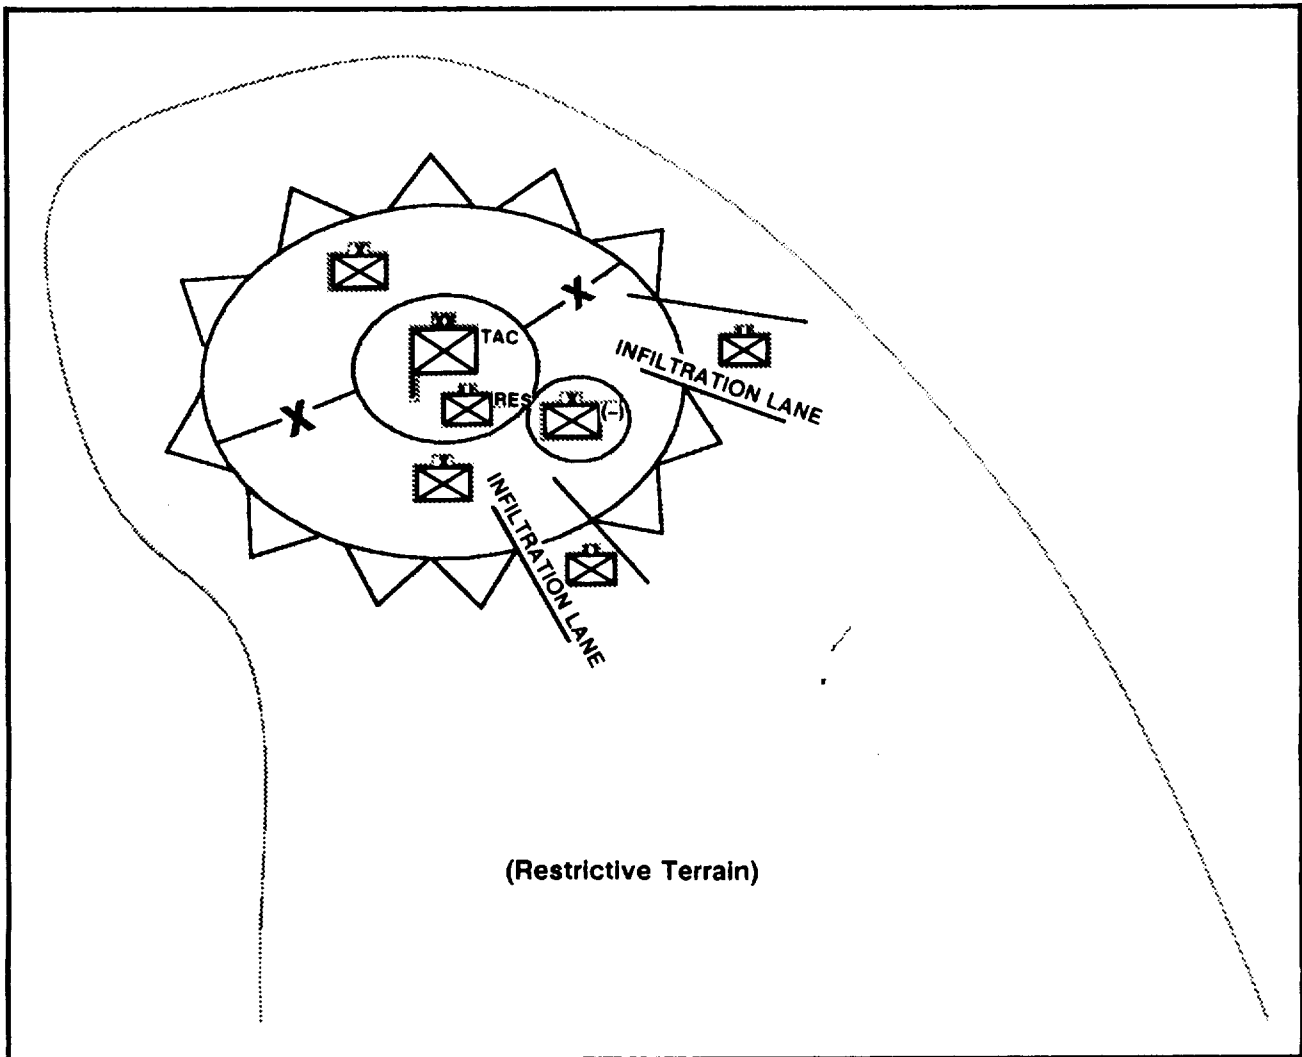 X
TAC
INFILTRATION LANE
RES
(-)
X
INFILTRATION LANE
(Restrictive Terrain)